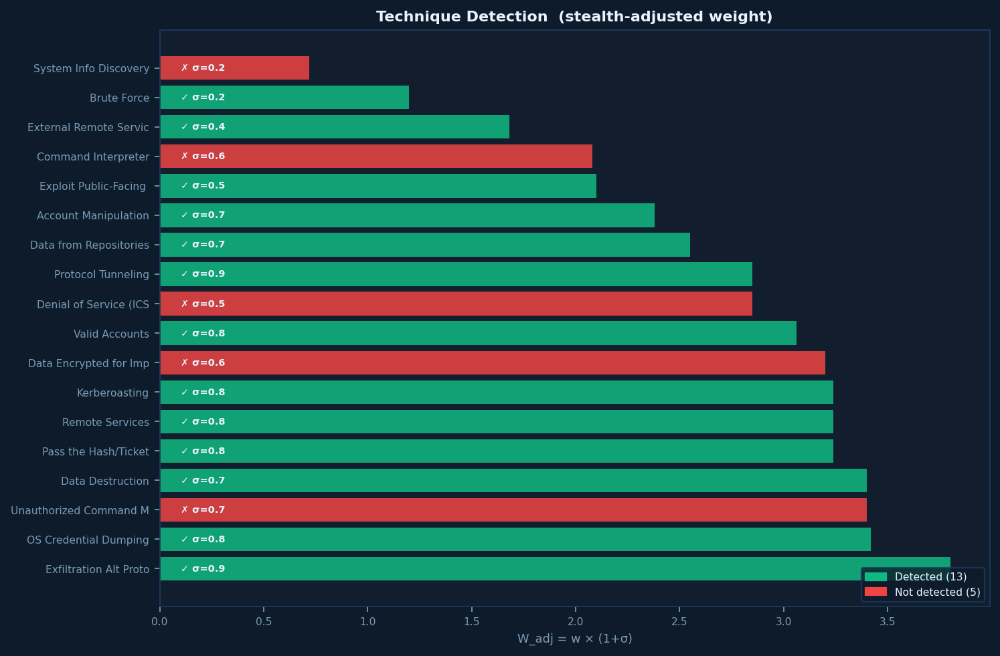 Technique Detection (stealth-adjusted weight)
System Info Discovery ✗ σ=0.2
Brute Force ✓ σ=0.2
External Remote Servic ✓ σ=0.4
Command Interpreter ✗ σ=0.6
Exploit Public-Facing ✓ σ=0.5
Account Manipulation ✓ σ=0.7
Data from Repositories ✓ σ=0.7
Protocol Tunneling ✓ σ=0.9
Denial of Service (ICS ✗ σ=0.5
Valid Accounts ✓ σ=0.8
Data Encrypted for Imp ✗ σ=0.6
Kerberoasting ✓ σ=0.8
Remote Services ✓ σ=0.8
Pass the Hash/Ticket ✓ σ=0.8
Data Destruction ✓ σ=0.7
Unauthorized Command M ✗ σ=0.7
OS Credential Dumping ✓ σ=0.8
Exfiltration Alt Proto ✓ σ=0.9
Detected (13)
Not detected (5)
0.0 0.5 1.0 1.5 2.0 2.5 3.0 3.5
W_adj = w × (1+σ)